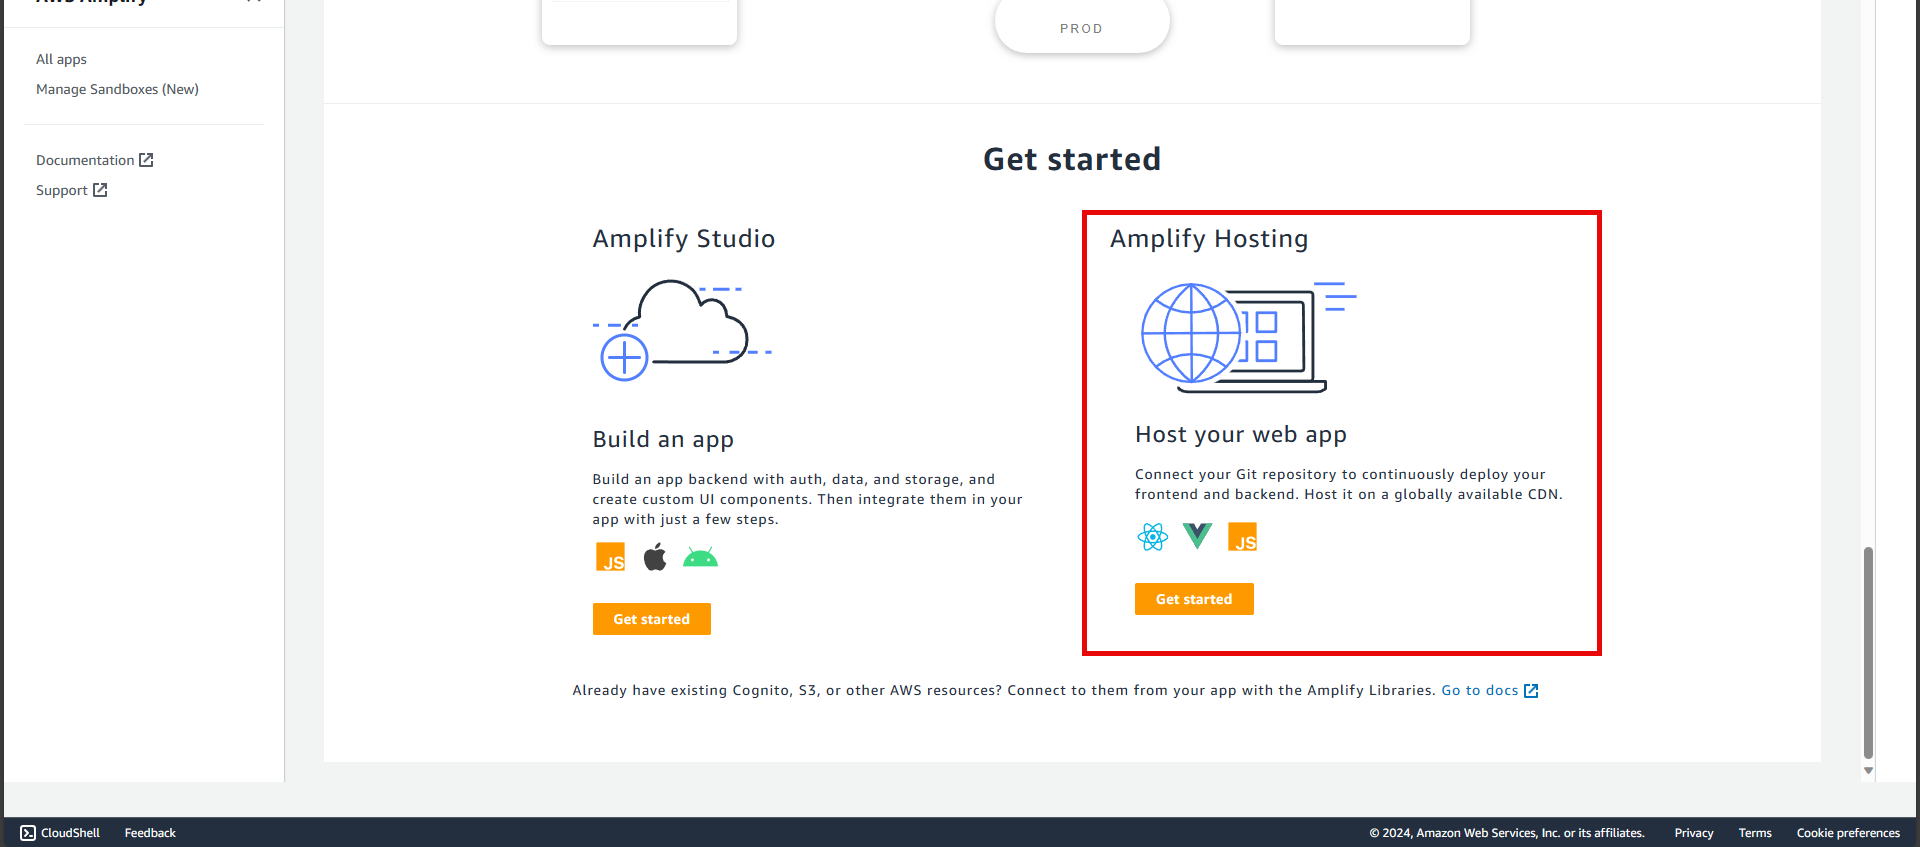 AWS Amplify
All apps
Manage Sandboxes (New)
Documentation
Support
PROD
Get started
Amplify Studio
Build an app
Build an app backend with auth, data, and storage, and
create custom UI components. Then integrate them in your
app with just a few steps.
JS
Get started
Amplify Hosting
Host your web app
Connect your Git repository to continuously deploy your
frontend and backend. Host it on a globally available CDN.
JS
Get started
Already have existing Cognito, S3, or other AWS resources? Connect to them from your app with the Amplify Libraries. Go to docs
CloudShell Feedback © 2024, Amazon Web Services, Inc. or its affiliates. Privacy Terms Cookie preferences